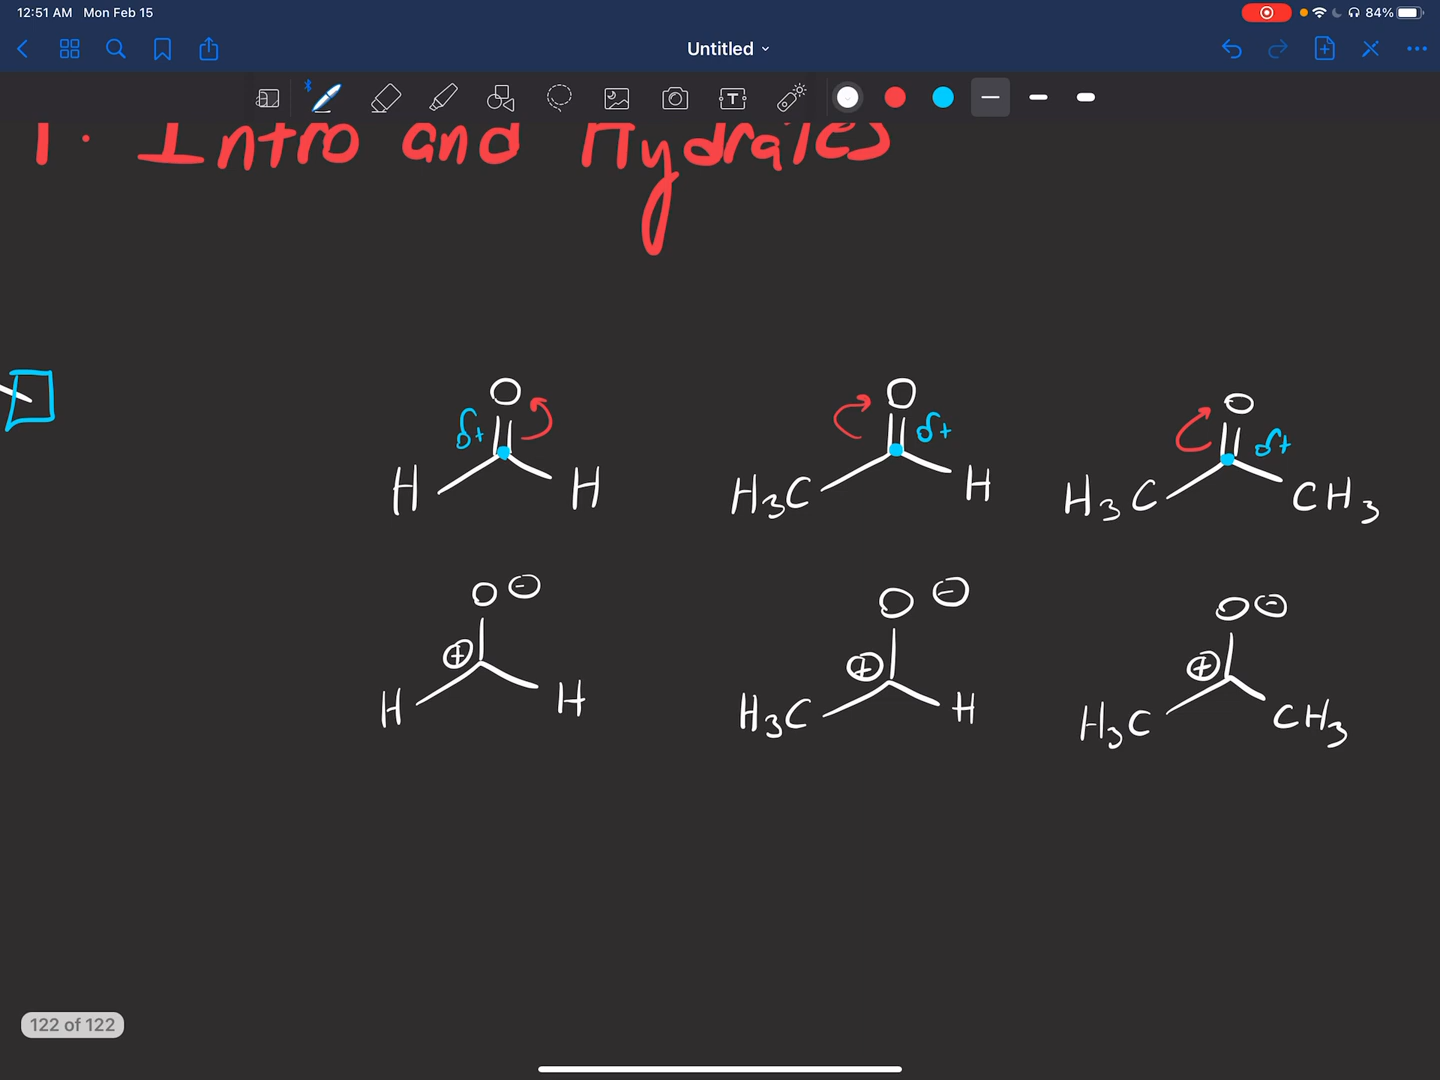 12:51 AM Mon Feb 15
84%
Untitled
T
1. Intro and Hydrates
O O O
δ+ δ+ δ+
H H H₃C H H₃C CH₃
O⊖ O⊖ O⊖
⊕ ⊕ ⊕
H H H₃C H H₃C CH₃
122 of 122